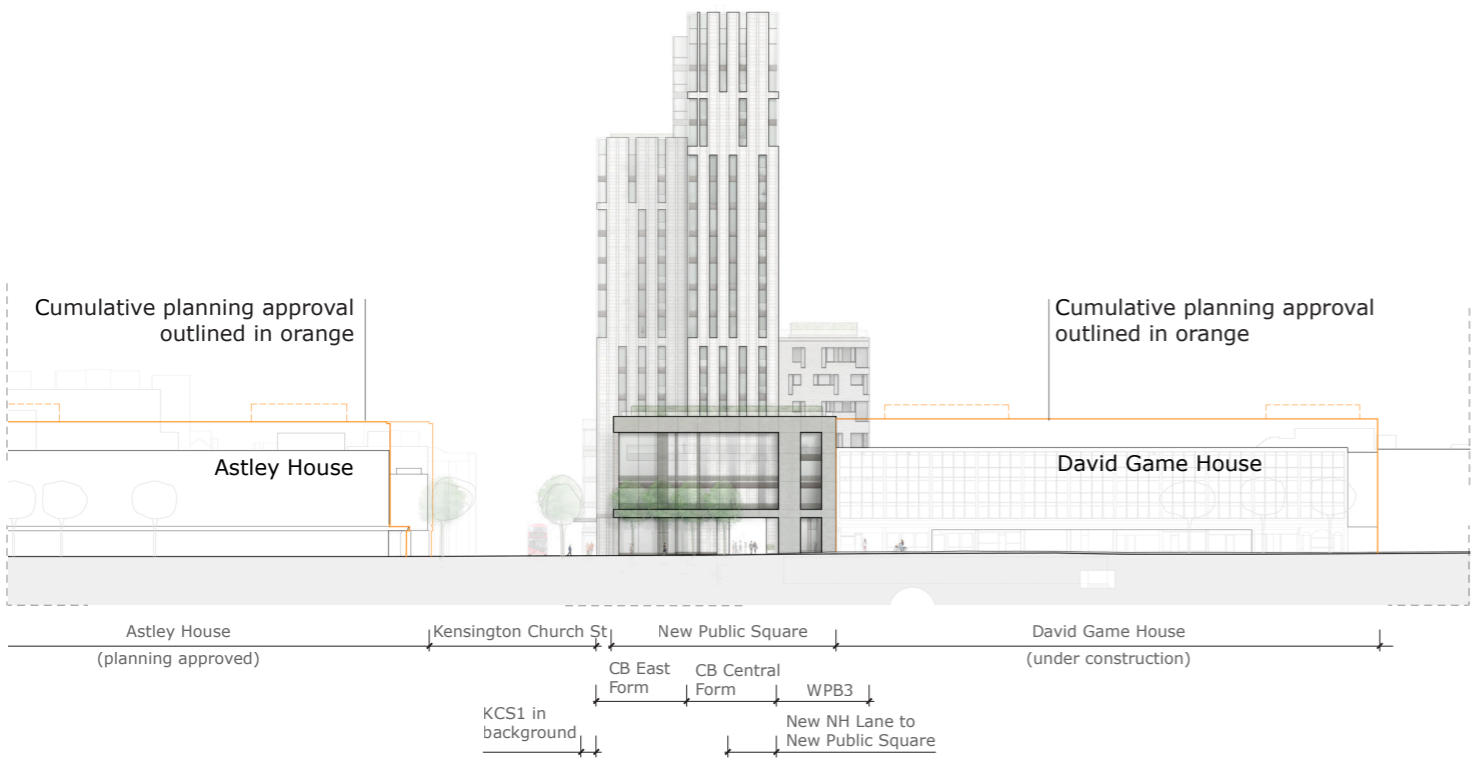 Cumulative planning approval
outlined in orange
Cumulative planning approval
outlined in orange
Astley House
David Game House
Astley House
(planning approved)
Kensington Church St
New Public Square
David Game House
(under construction)
CB East
Form
CB Central
Form
WPB3
KCS1 in
background
New NH Lane to
New Public Square